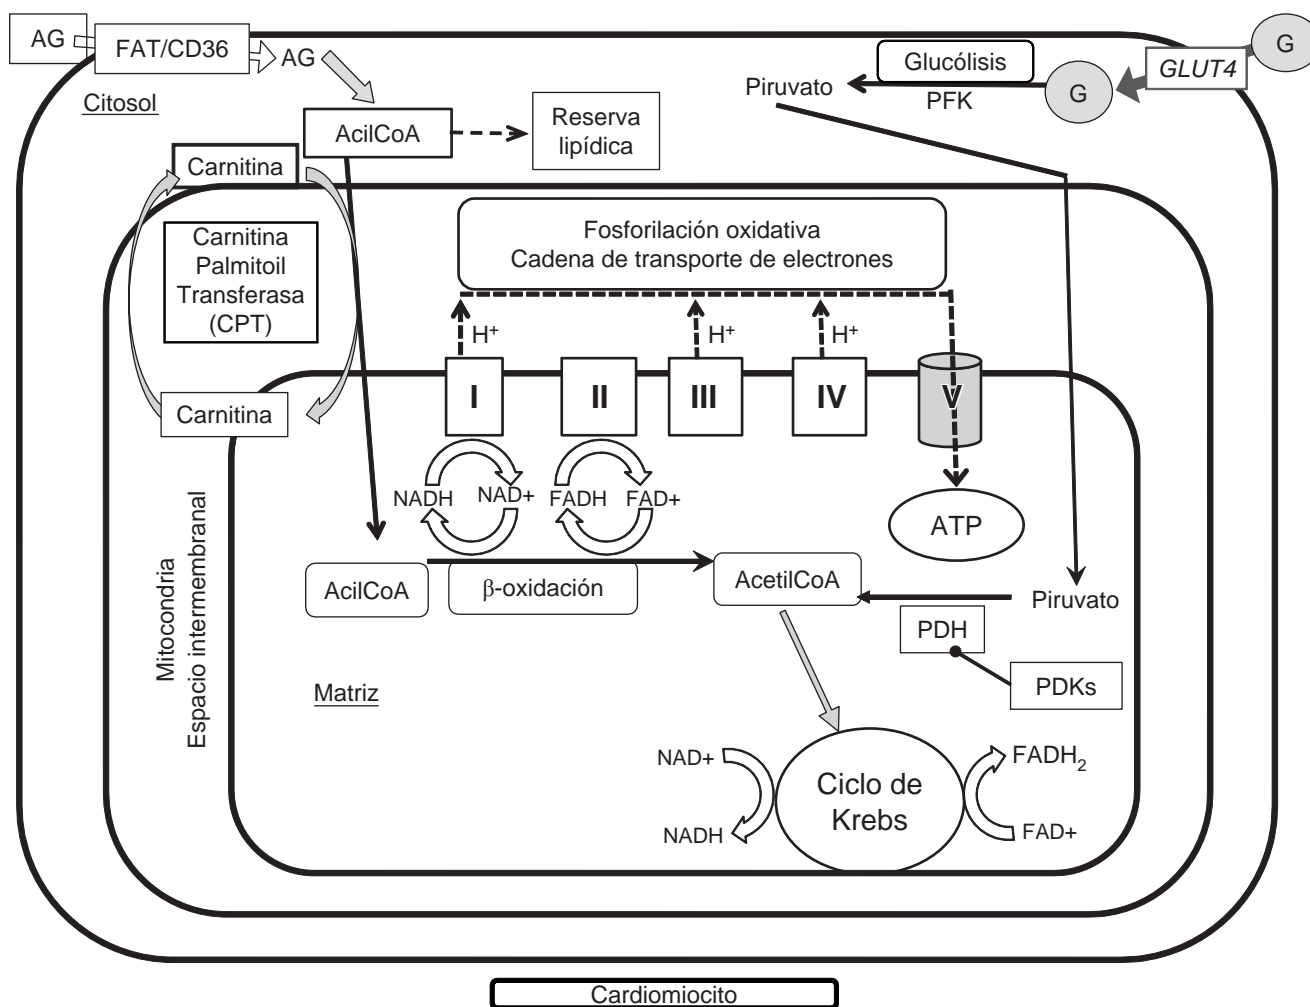 AG
FAT/CD36
AG
Citosol
AcilCoA
Reserva
lipídica
Piruvato
Glucólisis
PFK
G
GLUT4
G
Carnitina
Carnitina
Palmitoil
Transferasa
(CPT)
Carnitina
Fosforilación oxidativa
Cadena de transporte de electrones
H+
H+
H+
I
II
III
IV
V
NADH
NAD+
FADH
FAD+
ATP
AcilCoA
β-oxidación
AcetilCoA
Piruvato
PDH
PDKs
Mitocondria
Espacio intermembranal
Matriz
NAD+
NADH
Ciclo de
Krebs
FADH2
FAD+
Cardiomiocito